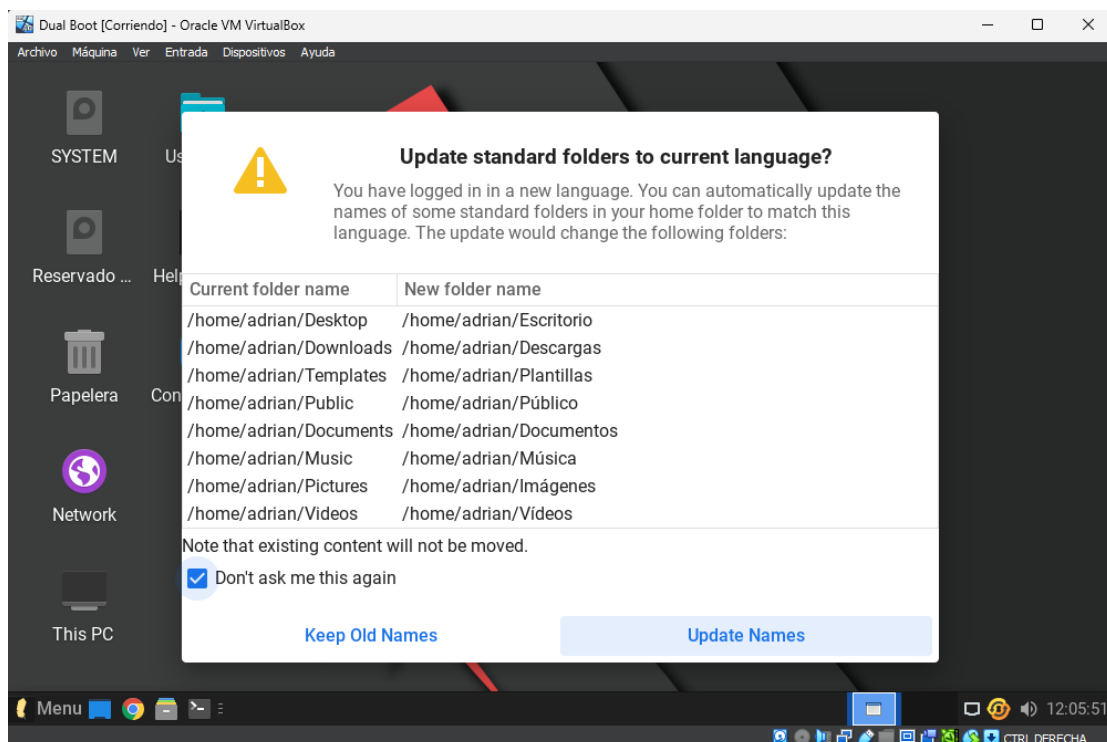 Dual Boot [Corriendo] - Oracle VM VirtualBox
Archivo Máquina Ver Entrada Dispositivos Ayuda
SYSTEM
Reservado ...
Papelera
Network
This PC
Update standard folders to current language?
You have logged in in a new language. You can automatically update the
names of some standard folders in your home folder to match this
language. The update would change the following folders:
Current folder name New folder name
/home/adrian/Desktop /home/adrian/Escritorio
/home/adrian/Downloads /home/adrian/Descargas
/home/adrian/Templates /home/adrian/Plantillas
/home/adrian/Public /home/adrian/Público
/home/adrian/Documents /home/adrian/Documentos
/home/adrian/Music /home/adrian/Música
/home/adrian/Pictures /home/adrian/Imágenes
/home/adrian/Videos /home/adrian/Vídeos
Note that existing content will not be moved.
Don't ask me this again
Keep Old Names Update Names
Menu 12:05:51
CTRL DERECHA